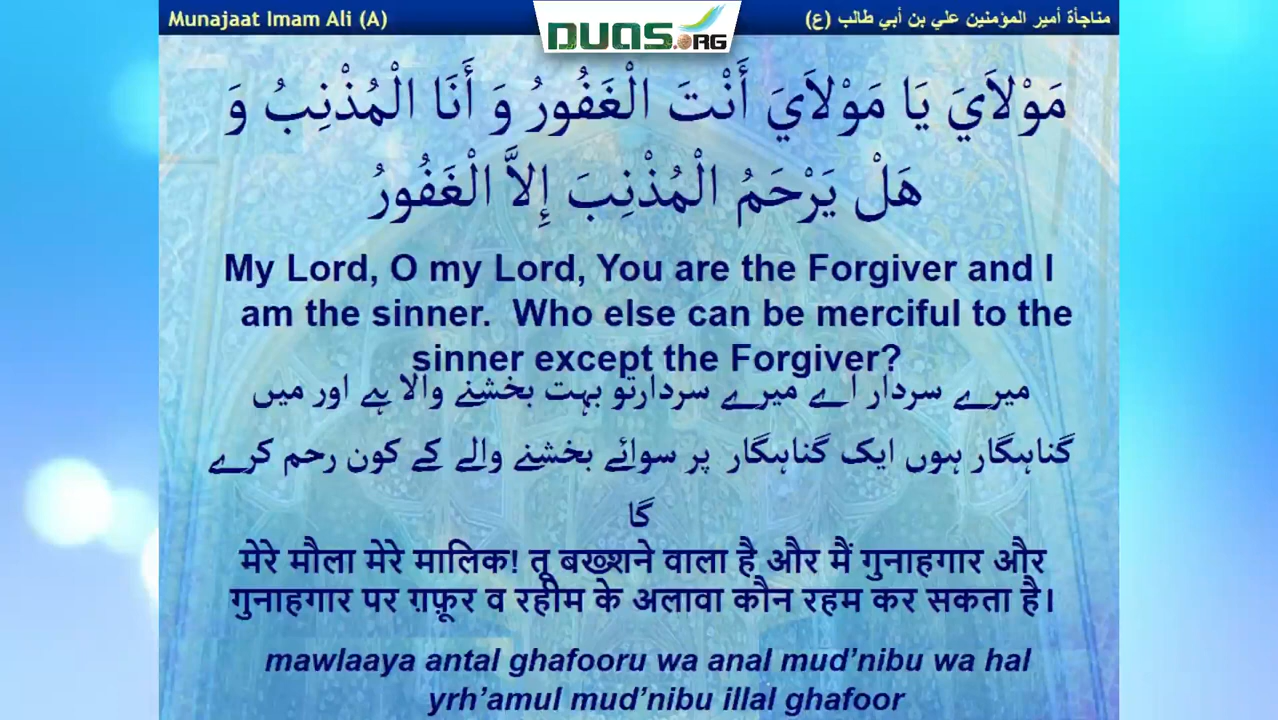 Munajaat Imam Ali (A)
DUAS.ORG
مناجأة أمير المؤمنين علي بن أبي طالب (ع)
مَوْلاَيَ يَا مَوْلاَيَ أَنْتَ الْغَفُورُ وَ أَنَا الْمُذْنِبُ وَ
هَلْ يَرْحَمُ الْمُذْنِبَ إِلاَّ الْغَفُورُ
My Lord, O my Lord, You are the Forgiver and I
am the sinner. Who else can be merciful to the
sinner except the Forgiver?
میرے سردار اے میرے سردارتو بہت بخشنے والا ہے اور میں
گناہگار ہوں ایک گناہگار پر سوائے بخشنے والے کے کون رحم کرے
گا
मेरे मौला मेरे मालिक! तू बख्शने वाला है और मैं गुनाहगार और
गुनाहगार पर ग़फ़ूर व रहीम के अलावा कौन रहम कर सकता है।
mawlaaya antal ghafooru wa anal mud’nibu wa hal
yrh’amul mud’nibu illal ghafoor